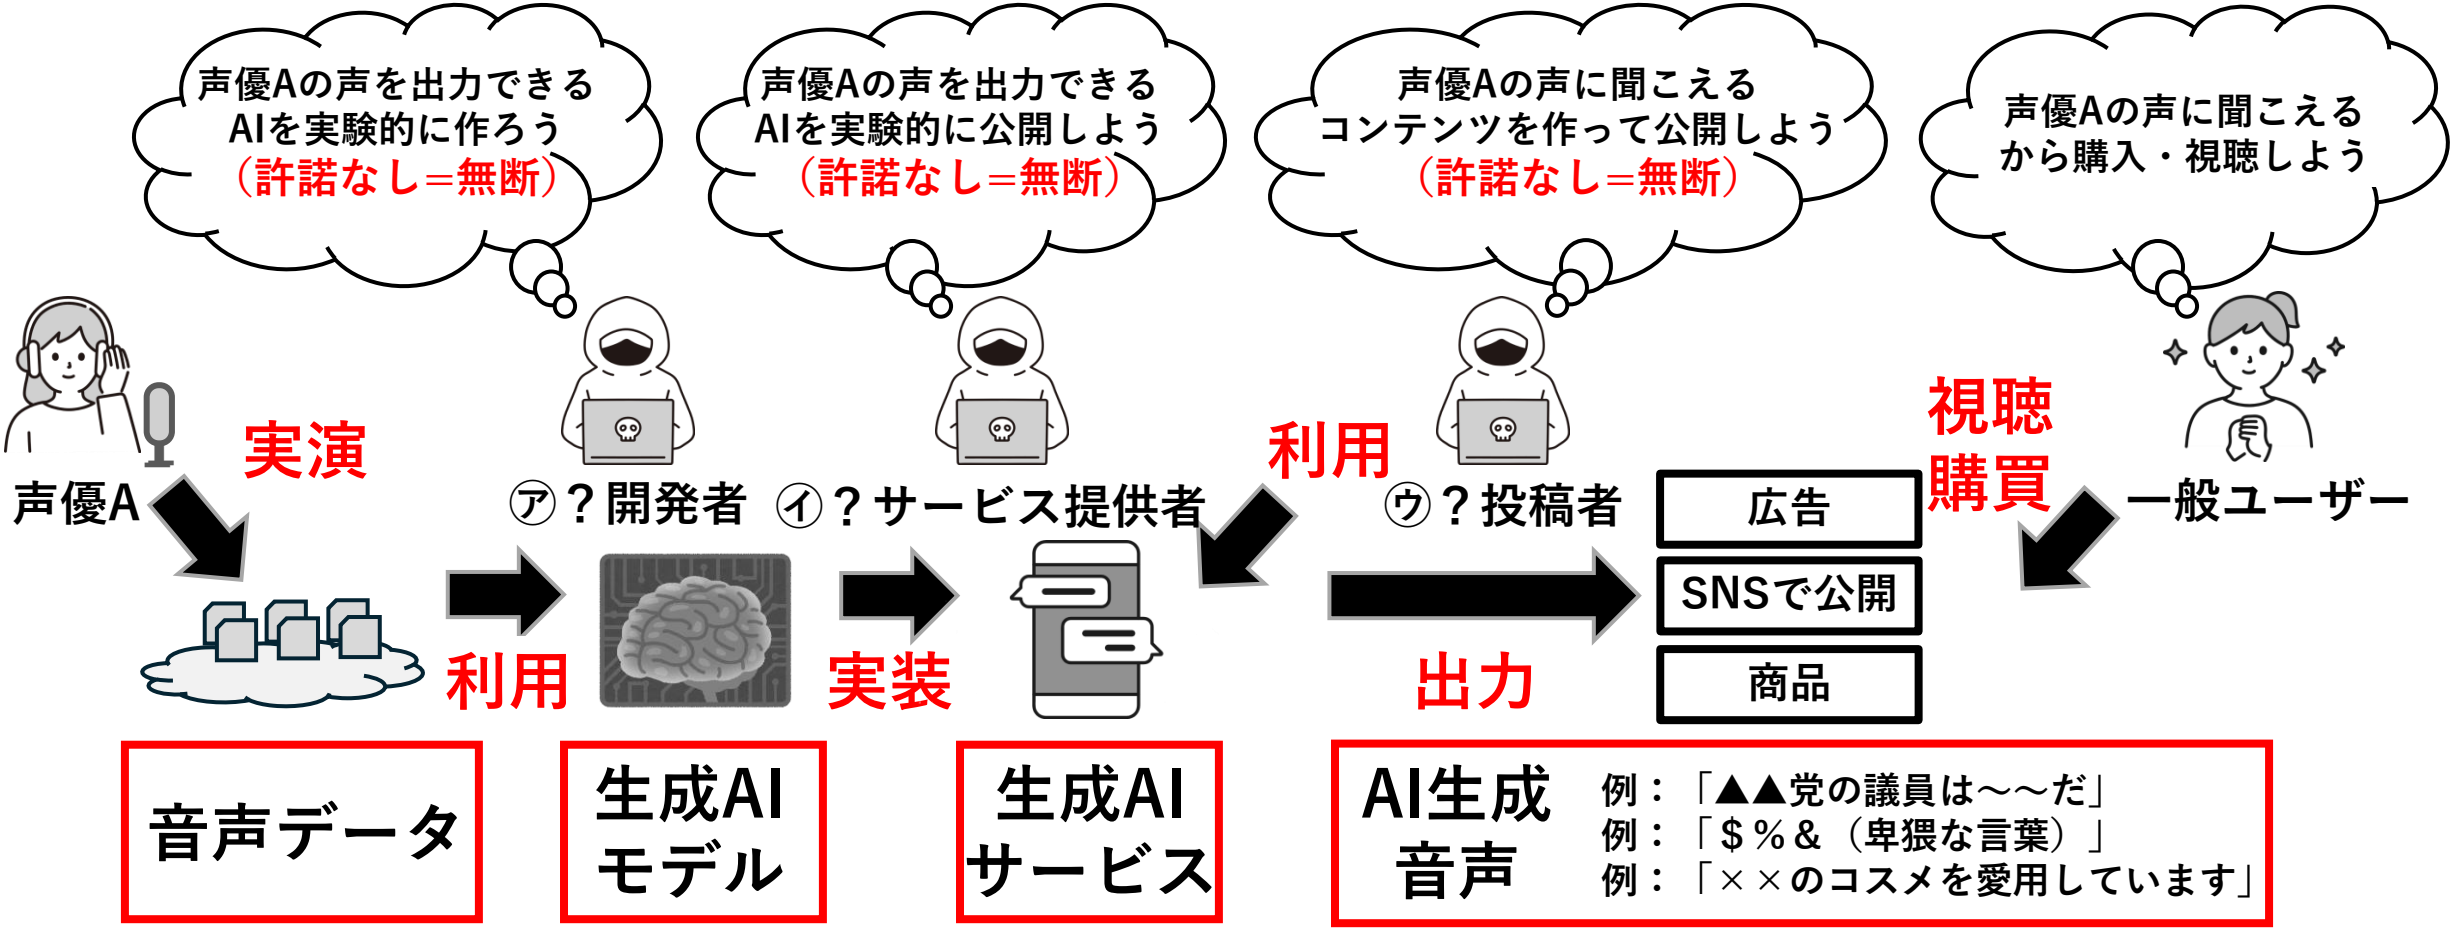 声優Aの声を出力できる
AIを実験的に作ろう
（許諾なし=無断）
声優Aの声を出力できる
AIを実験的に公開しよう
（許諾なし=無断）
声優Aの声に聞こえる
コンテンツを作って公開しよう
（許諾なし=無断）
声優Aの声に聞こえる
から購入・視聴しよう
声優A
実演
㋐？開発者
㋑？サービス提供者
利用
㋒？投稿者
視聴
購買
一般ユーザー
利用
実装
出力
広告
SNSで公開
商品
音声データ
生成AI
モデル
生成AI
サービス
AI生成
音声
例：「▲▲党の議員は～～だ」
例：「＄％＆（卑猥な言葉）」
例：「××のコスメを愛用しています」